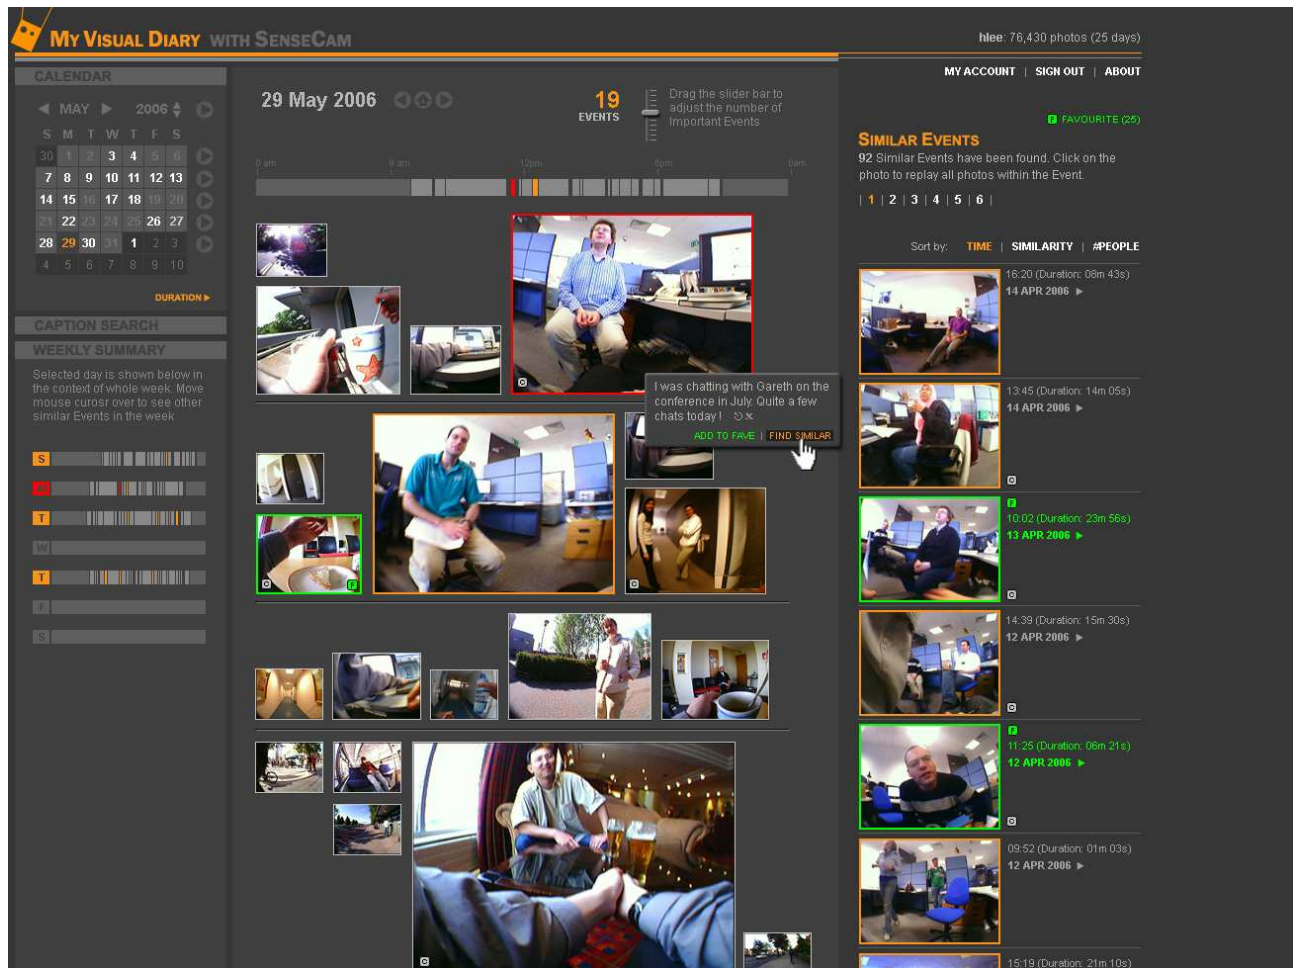 MY VISUAL DIARY WITH SENSECAM
hlee: 76,430 photos (25 days)
MY ACCOUNT | SIGN OUT | ABOUT
CALENDAR
MAY 2006
S M T W T F S
30 1 2 3 4 5 6
7 8 9 10 11 12 13
14 15 16 17 18 19 20
21 22 23 24 25 26 27
28 29 30 31 1 2 3
4 5 6 7 8 9 10
DURATION
CAPTION SEARCH
WEEKLY SUMMARY
Selected day is shown below in
the context of whole week. Move
mouse curosr over to see other
similar Events in the week
S
T
W
T
F
S
29 May 2006
19
EVENTS
Drag the slider bar to
adjust the number of
Important Events
0 am 6 am 12pm 6pm 0am
I was chatting with Gareth on the
conference in July. Quite a few
chats today !
ADD TO FAVE | FIND SIMILAR
C
C
F
C
C
F FAVOURITE (25)
SIMILAR EVENTS
92 Similar Events have been found. Click on the
photo to replay all photos within the Event.
| 1 | 2 | 3 | 4 | 5 | 6 |
Sort by: TIME | SIMILARITY | #PEOPLE
16:20 (Duration: 08m 43s)
14 APR 2006
13:45 (Duration: 14m 05s)
14 APR 2006
C
F
10:02 (Duration: 23m 56s)
13 APR 2006
C
14:39 (Duration: 15m 30s)
12 APR 2006
C
F
11:25 (Duration: 06m 21s)
12 APR 2006
C
09:52 (Duration: 01m 03s)
12 APR 2006
15:19 (Duration: 21m 10s)